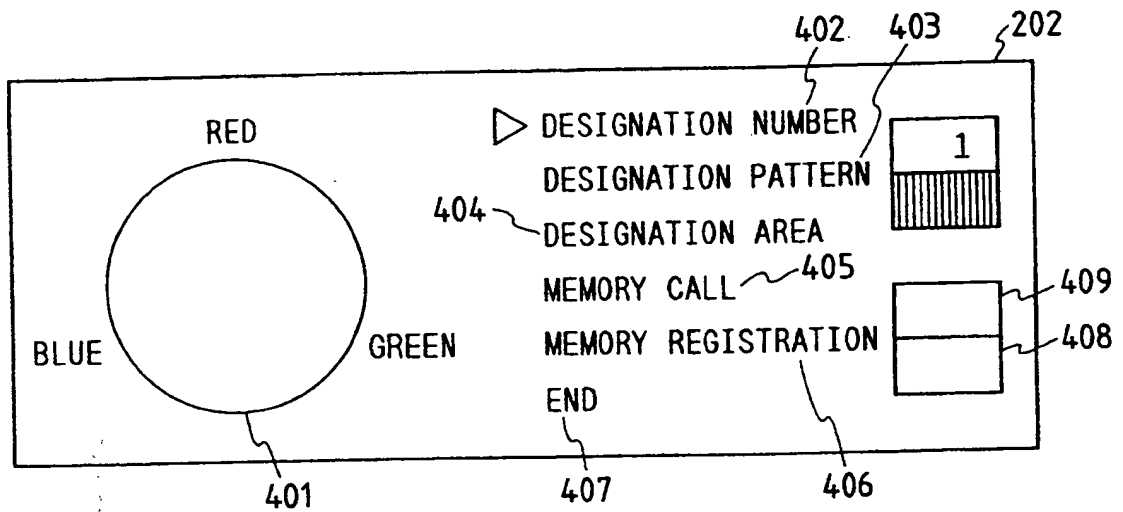 402 403 202
RED
DESIGNATION NUMBER
1
DESIGNATION PATTERN
404 DESIGNATION AREA
MEMORY CALL 405
409
BLUE GREEN MEMORY REGISTRATION
408
END
401 407 406